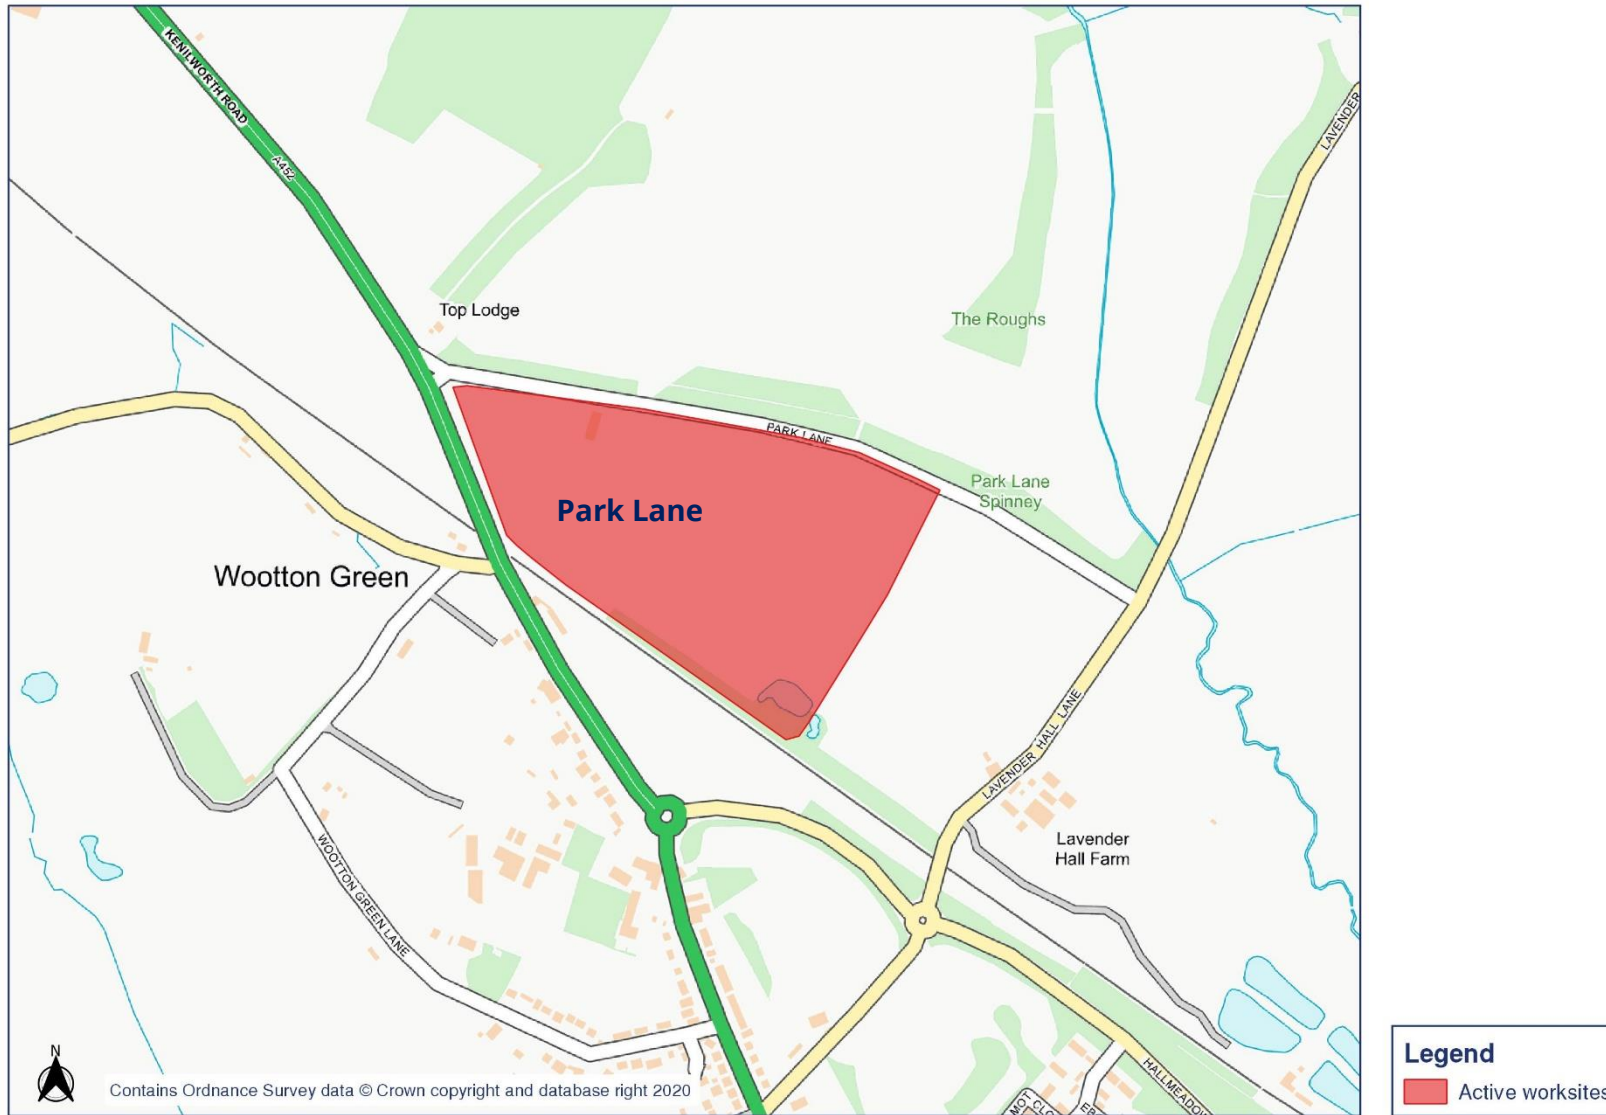 KENILWORTH ROAD
A452
LAVENDER
Top Lodge
The Roughs
PARK LANE
Park Lane
Spinney
Park Lane
Wootton Green
LAVENDER HALL LANE
Lavender
Hall Farm
WOOTTON GREEN LANE
N
Contains Ordnance Survey data © Crown copyright and database right 2020
HALLMEADOW
MOT
CLO
Legend
Active worksites